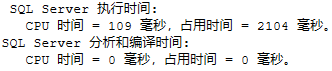 SQL Server 执行时间:
CPU 时间 = 109 毫秒，占用时间 = 2104 毫秒。
SQL Server 分析和编译时间:
CPU 时间 = 0 毫秒，占用时间 = 0 毫秒。